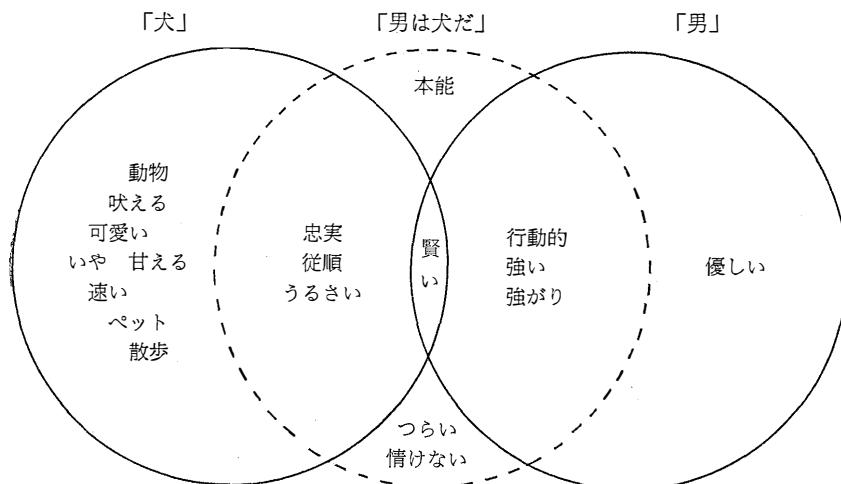 「犬」
「男は犬だ」
「男」
本能
動物
吠える
可愛い
いや 甘える
速い
ペット
散歩
忠実
従順
うるさい
賢い
行動的
強い
強がり
優しい
つらい
情けない